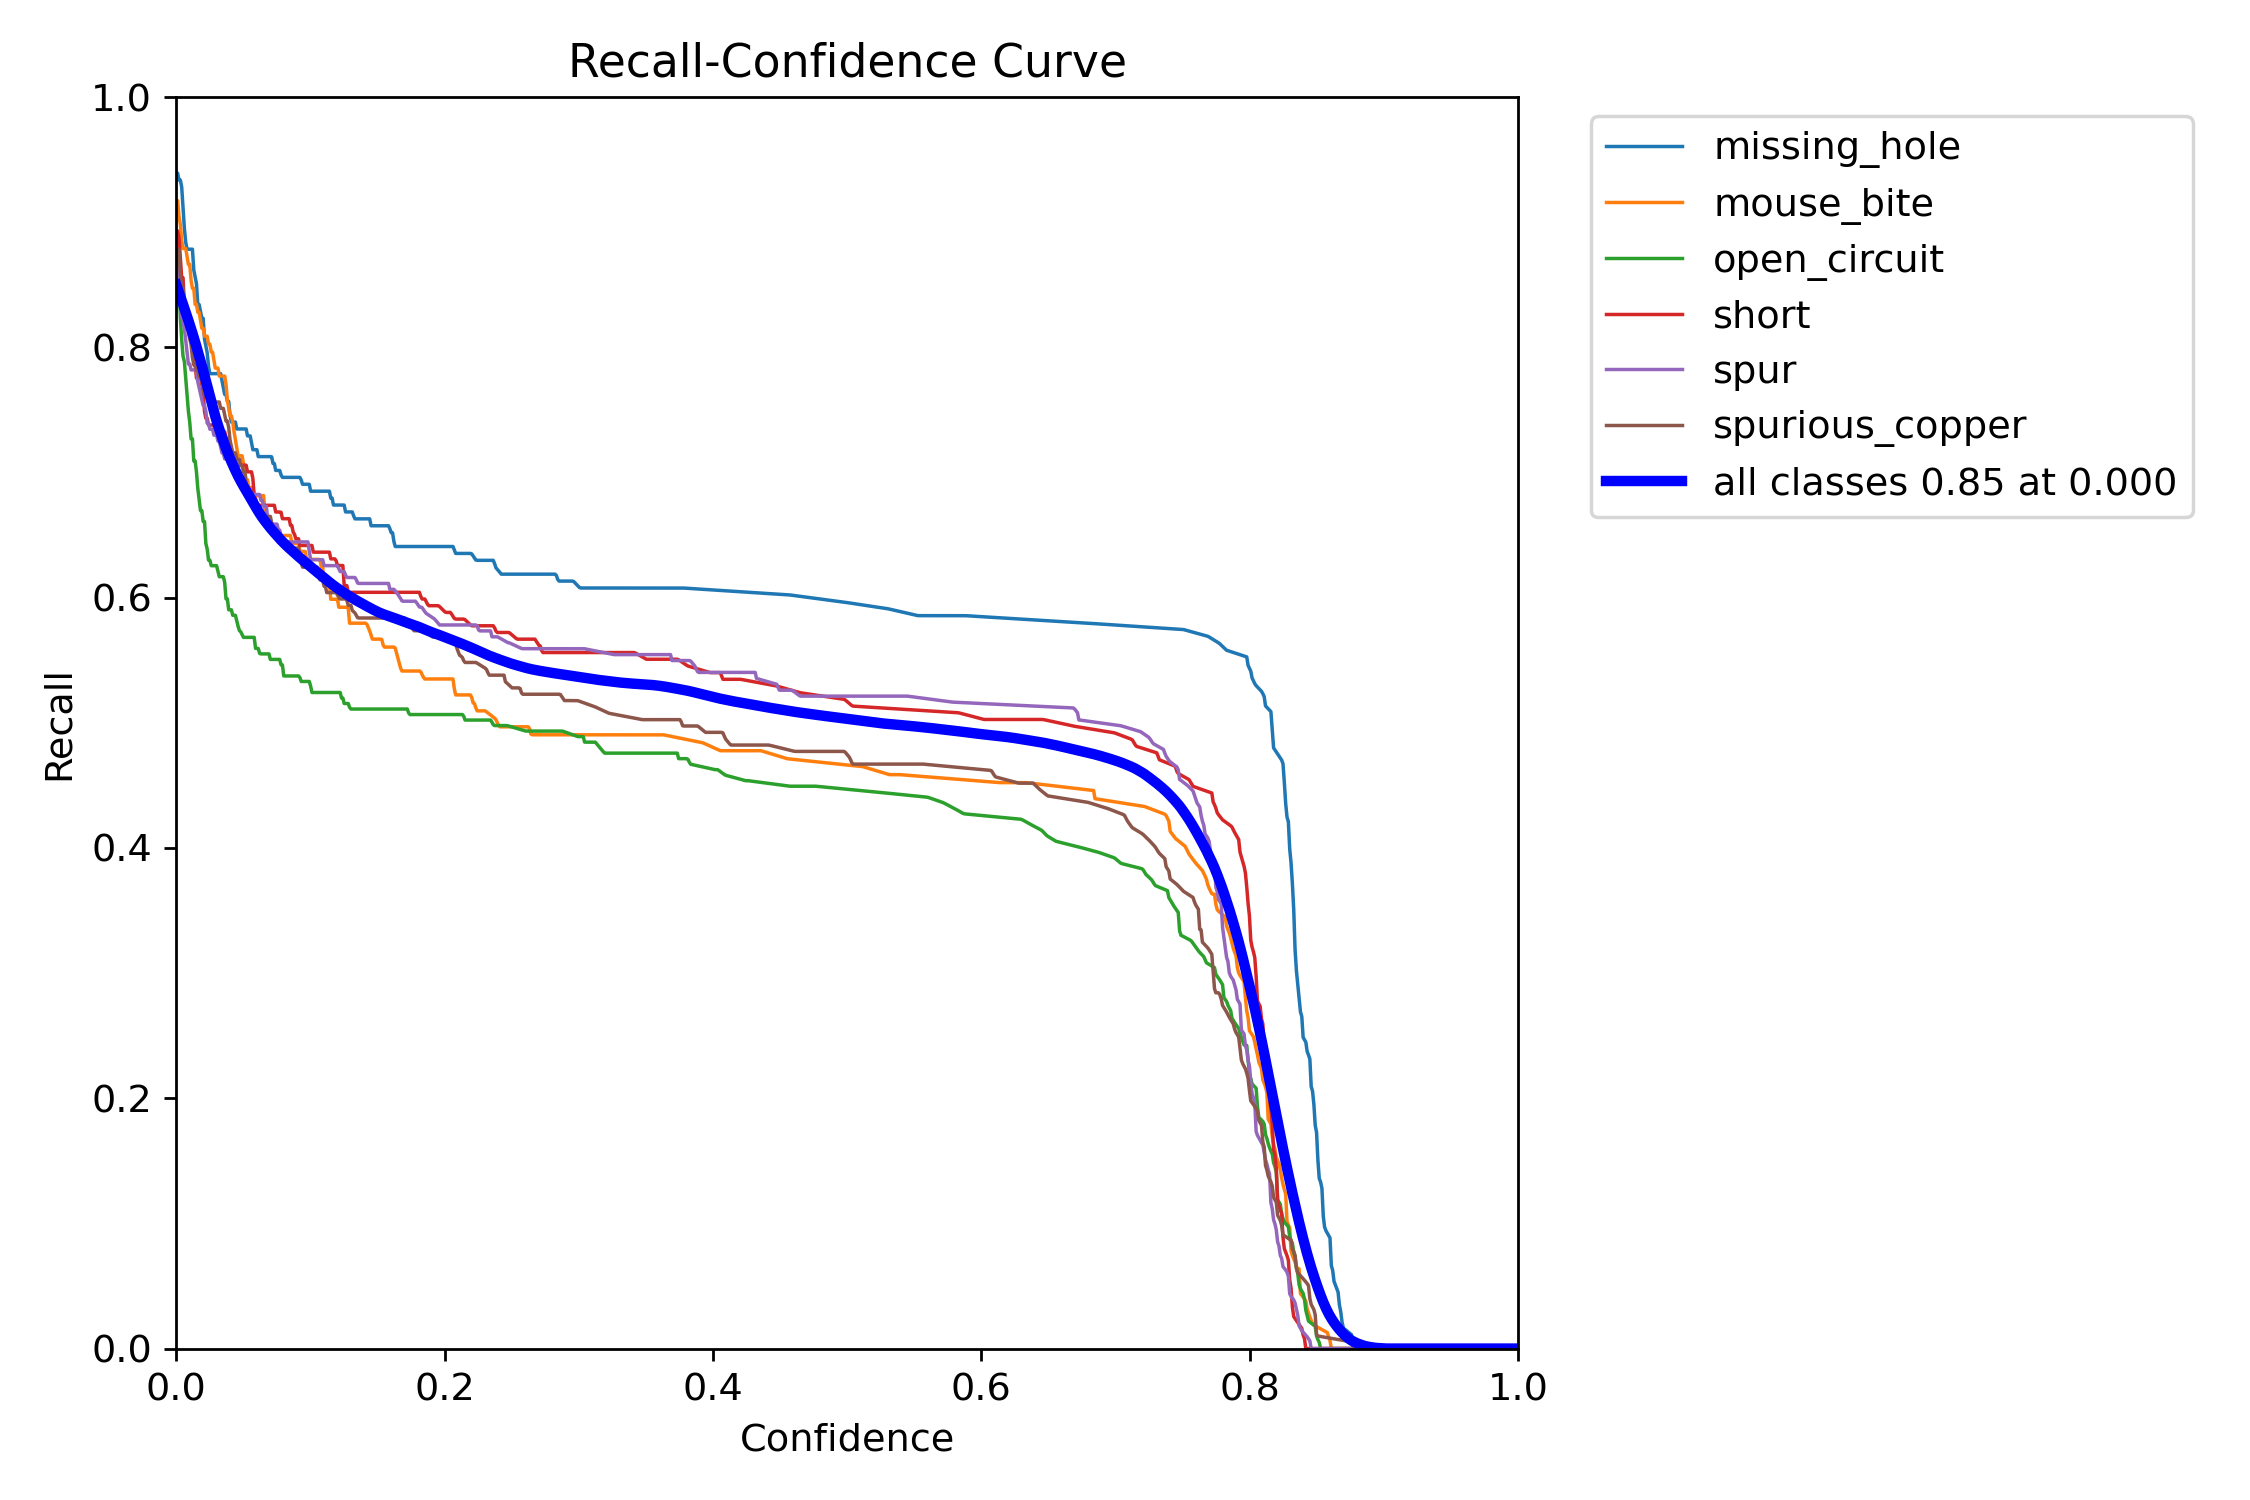 Recall-Confidence Curve
1.0
0.8
0.6
0.4
0.2
0.0
Recall
0.0 0.2 0.4 0.6 0.8 1.0
Confidence
missing_hole
mouse_bite
open_circuit
short
spur
spurious_copper
all classes 0.85 at 0.000